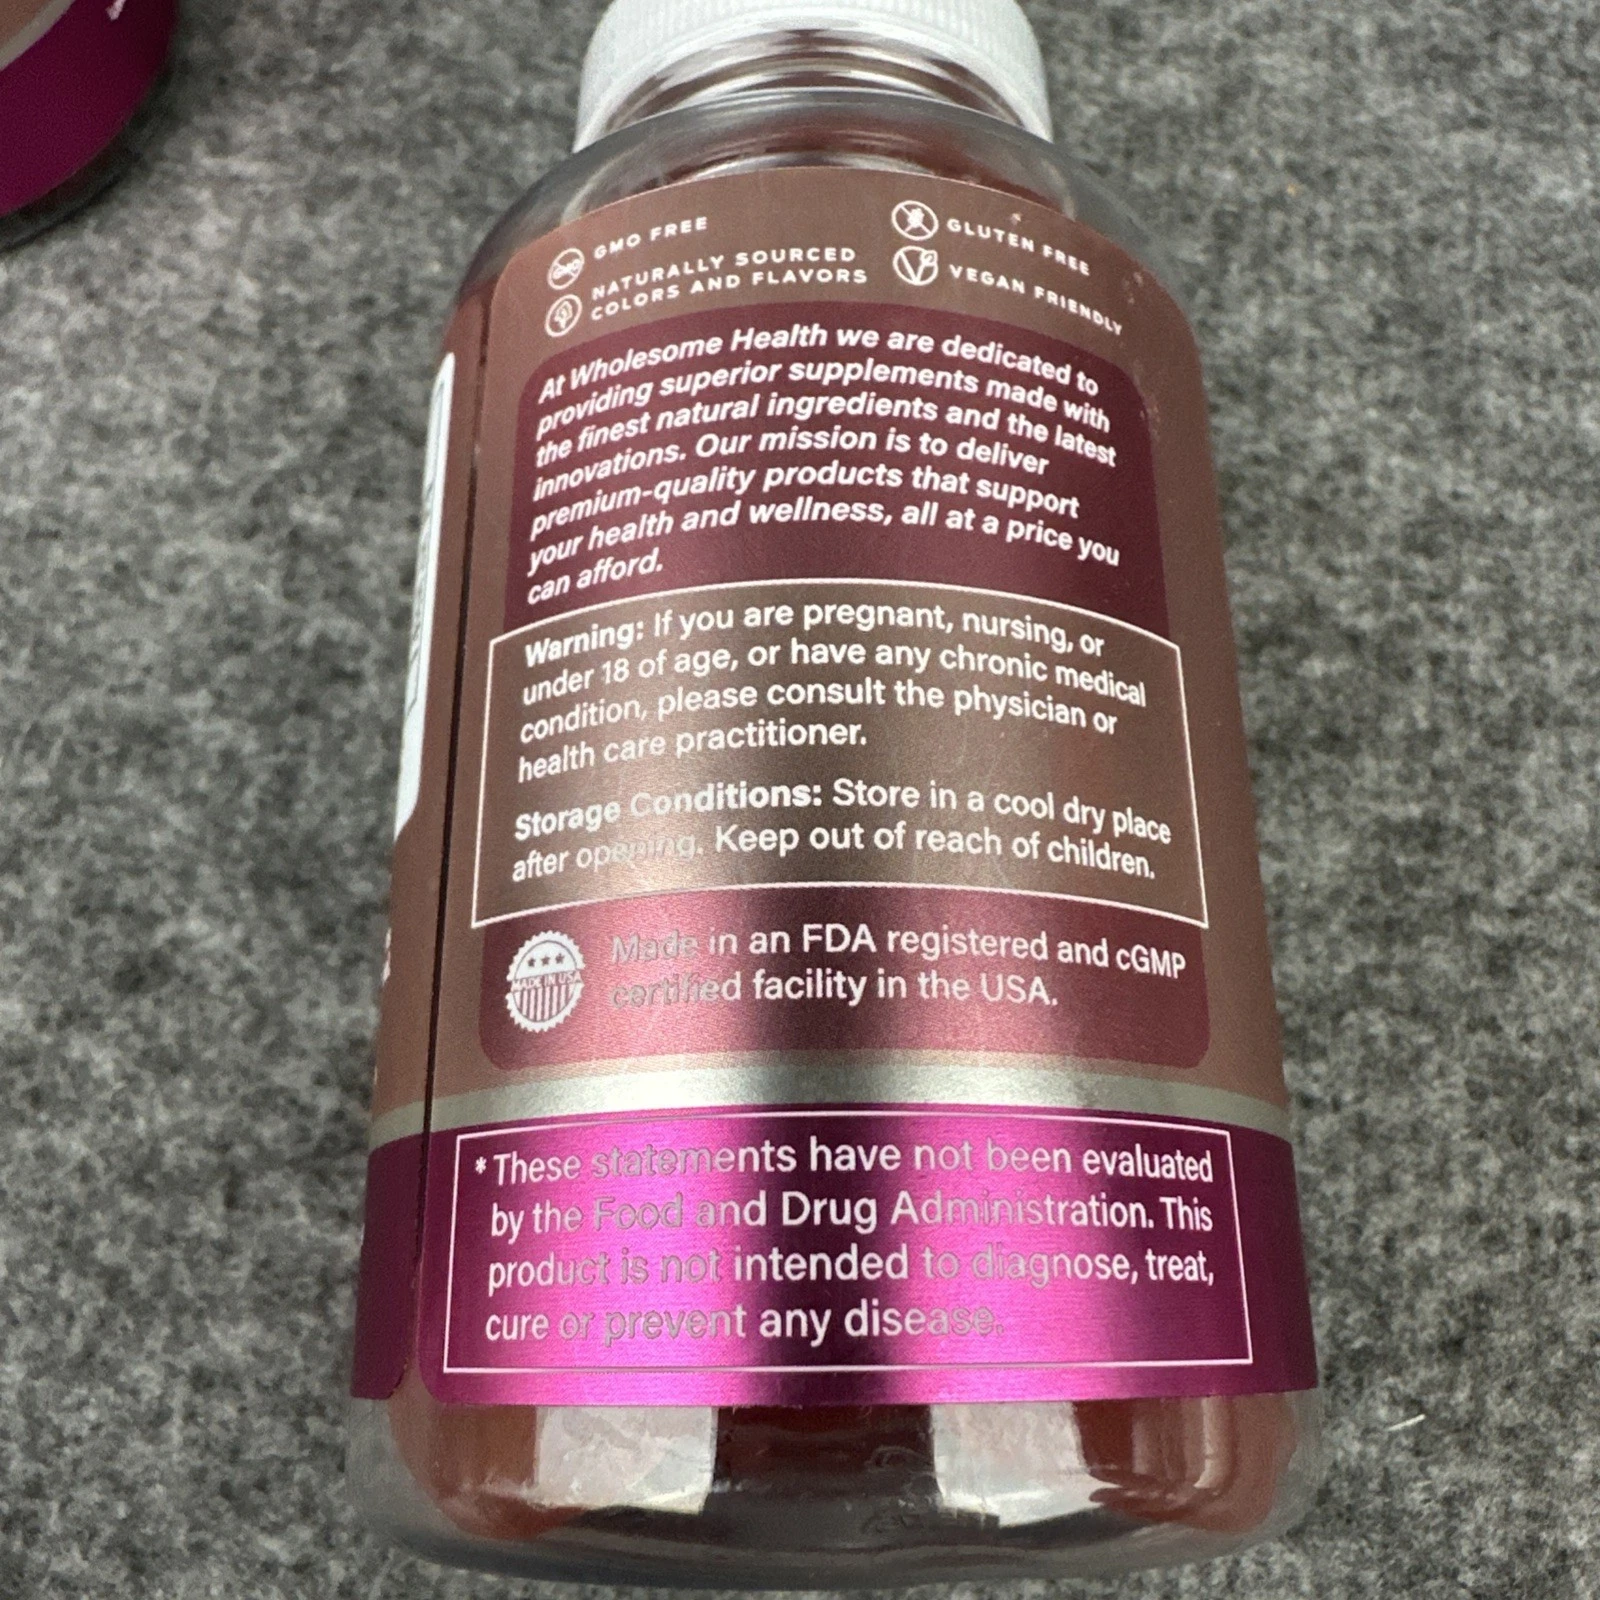 GMO FREE
NATURALLY SOURCED
COLORS AND FLAVORS
GLUTEN FREE
VEGAN FRIENDLY
At Wholesome Health we are dedicated to
providing superior supplements made with
the finest natural ingredients and the latest
innovations. Our mission is to deliver
premium-quality products that support
your health and wellness, all at a price you
can afford.
Warning: If you are pregnant, nursing, or
under 18 of age, or have any chronic medical
condition, please consult the physician or
health care practitioner.
Storage Conditions: Store in a cool dry place
after opening. Keep out of reach of children.
MADE IN USA
Made in an FDA registered and cGMP
certified facility in the USA.
* These statements have not been evaluated
by the Food and Drug Administration. This
product is not intended to diagnose, treat,
cure or prevent any disease.